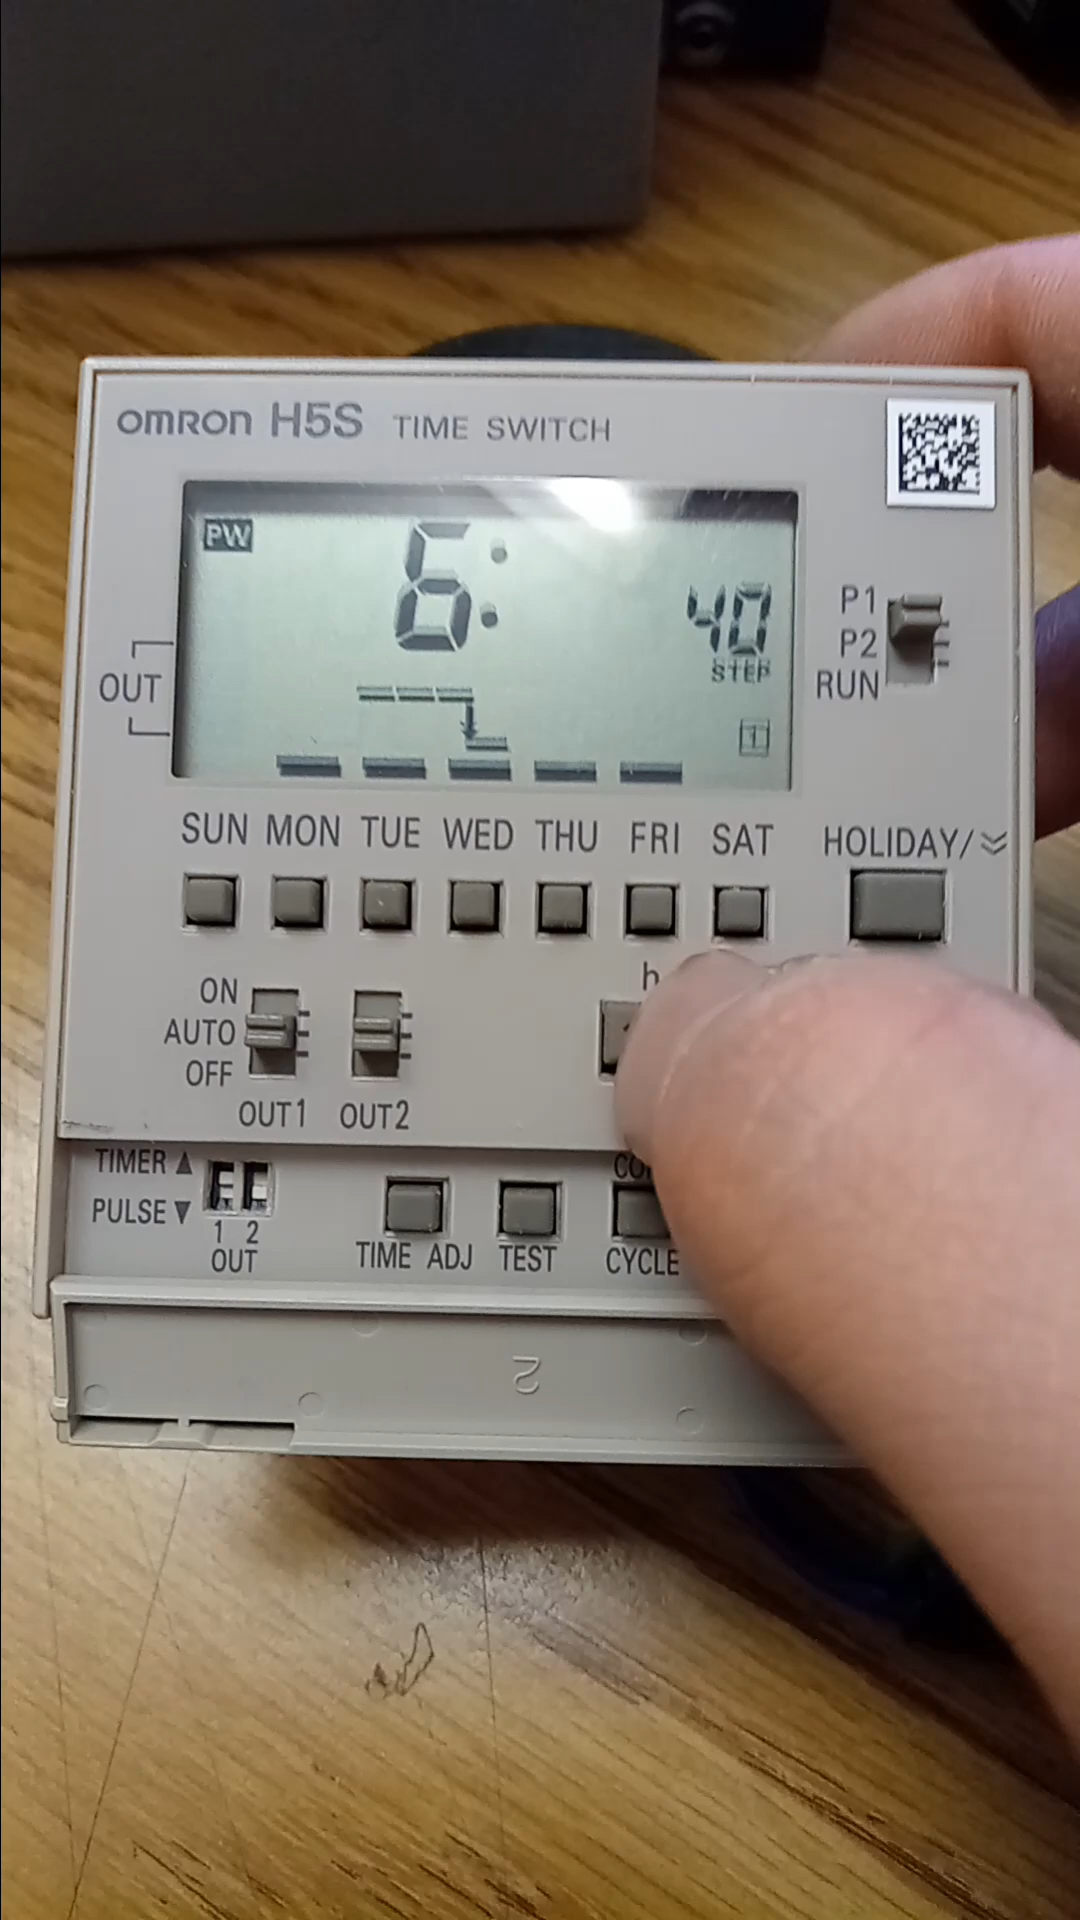 OMRON H5S TIME SWITCH
PW
6:
40
STEP
1
OUT
P1
P2
RUN
SUN MON TUE WED THU FRI SAT HOLIDAY/
h
ON
AUTO
OFF
OUT1 OUT2
TIMER ▲
PULSE ▼
1 2
OUT
TIME ADJ TEST CYCLE
2